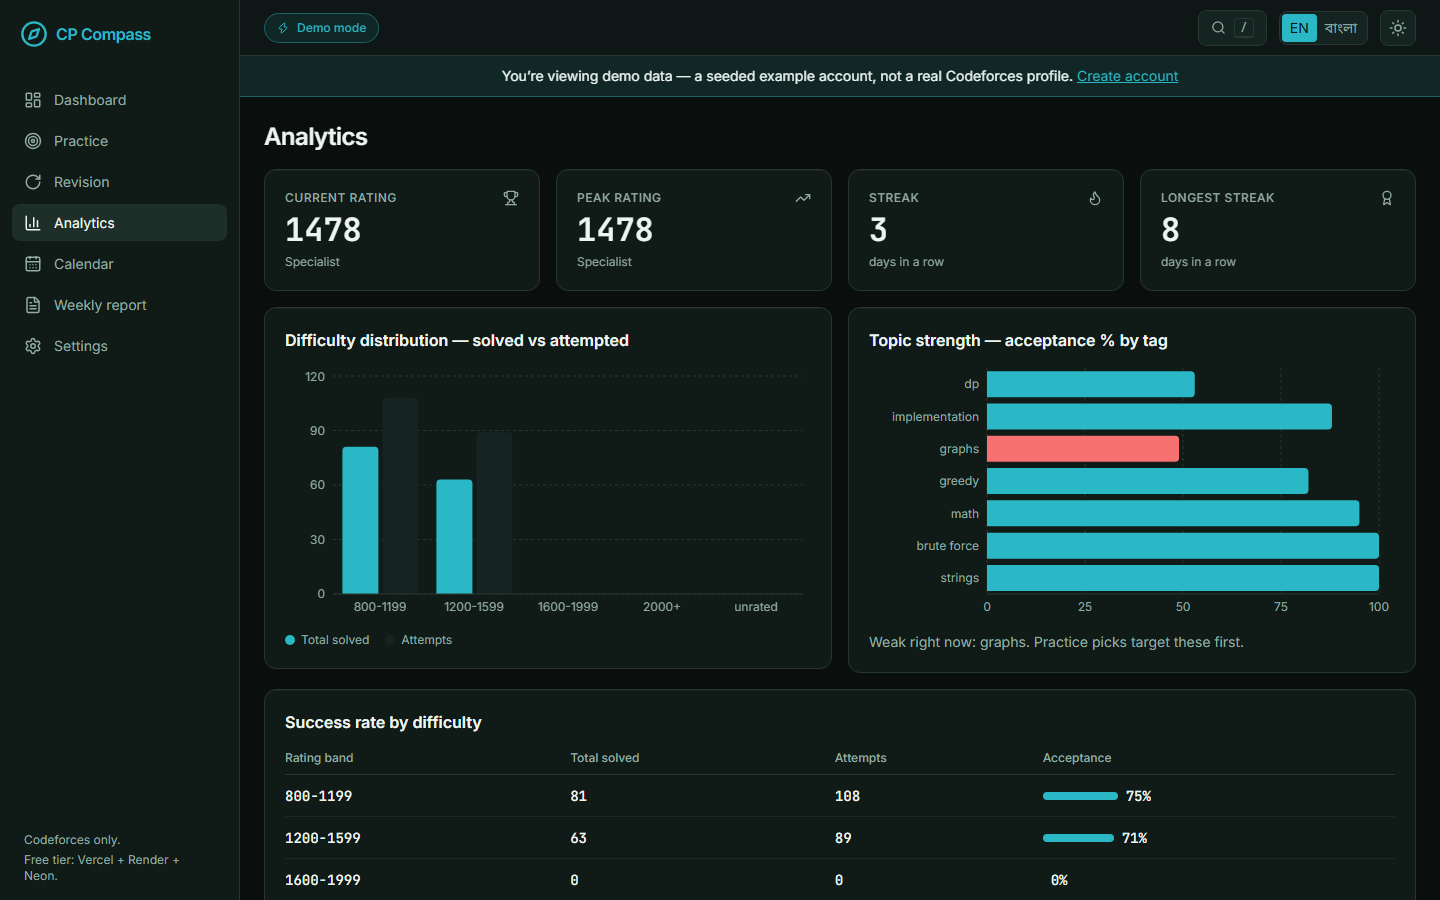 CP Compass
Dashboard
Practice
Revision
Analytics
Calendar
Weekly report
Settings
Codeforces only.
Free tier: Vercel + Render +
Neon.
Demo mode
/
EN
বাংলা
You’re viewing demo data — a seeded example account, not a real Codeforces profile. Create account
Analytics
CURRENT RATING
1478
Specialist
PEAK RATING
1478
Specialist
STREAK
3
days in a row
LONGEST STREAK
8
days in a row
Difficulty distribution — solved vs attempted
120
90
60
30
0
800-1199 1200-1599 1600-1999 2000+ unrated
Total solved Attempts
Topic strength — acceptance % by tag
dp
implementation
graphs
greedy
math
brute force
strings
0 25 50 75 100
Weak right now: graphs. Practice picks target these first.
Success rate by difficulty
Rating band Total solved Attempts Acceptance
800-1199 81 108 75%
1200-1599 63 89 71%
1600-1999 0 0 0%